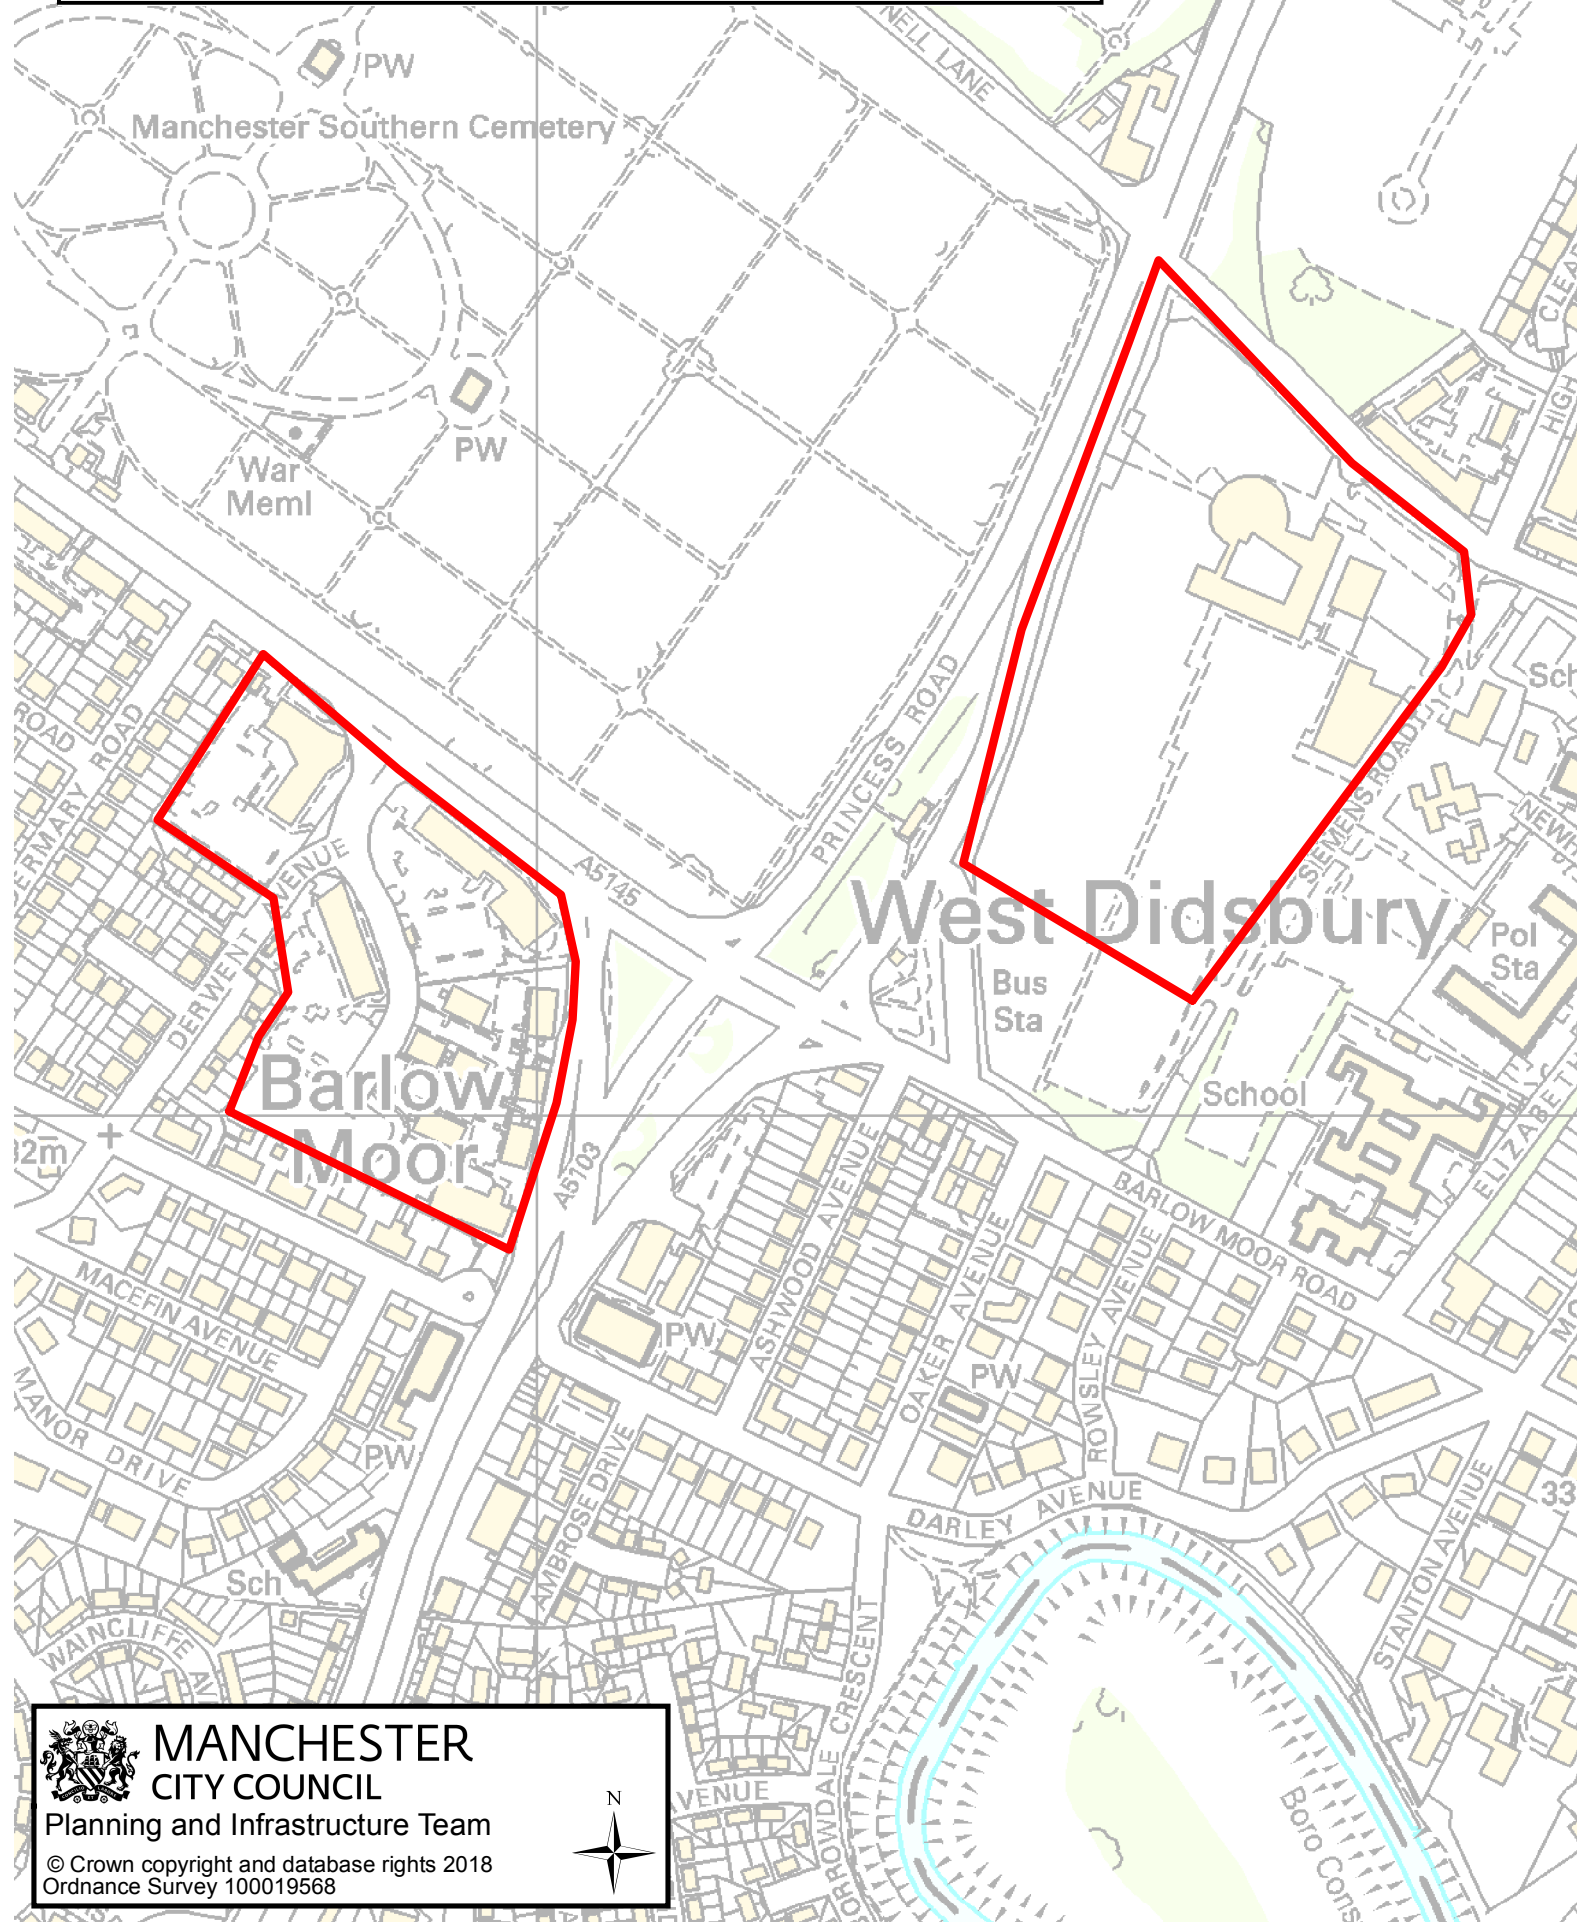 NELL LANE
PW
Manchester Southern Cemetery
PW
War
Meml
HIGH
ROAD
PRINCESS ROAD
Sch
SIEMENS ROAD
A5145
DERWENT AVENUE
West Didsbury
Pol
Sta
Bus
Sta
Barlow
Moor
School
A5103
ASHWOOD AVENUE
BARLOW MOOR ROAD
MACEFIN AVENUE
PW
OAKER AVENUE
ROWSLEY AVENUE
PW
MANOR DRIVE
PW
AMBROSE DRIVE
DARLEY AVENUE
33
STANTON AVENUE
Sch
WAINCLIFFE
Boro Cons
MANCHESTER
CITY COUNCIL
Planning and Infrastructure Team
© Crown copyright and database rights 2018
Ordnance Survey 100019568
N